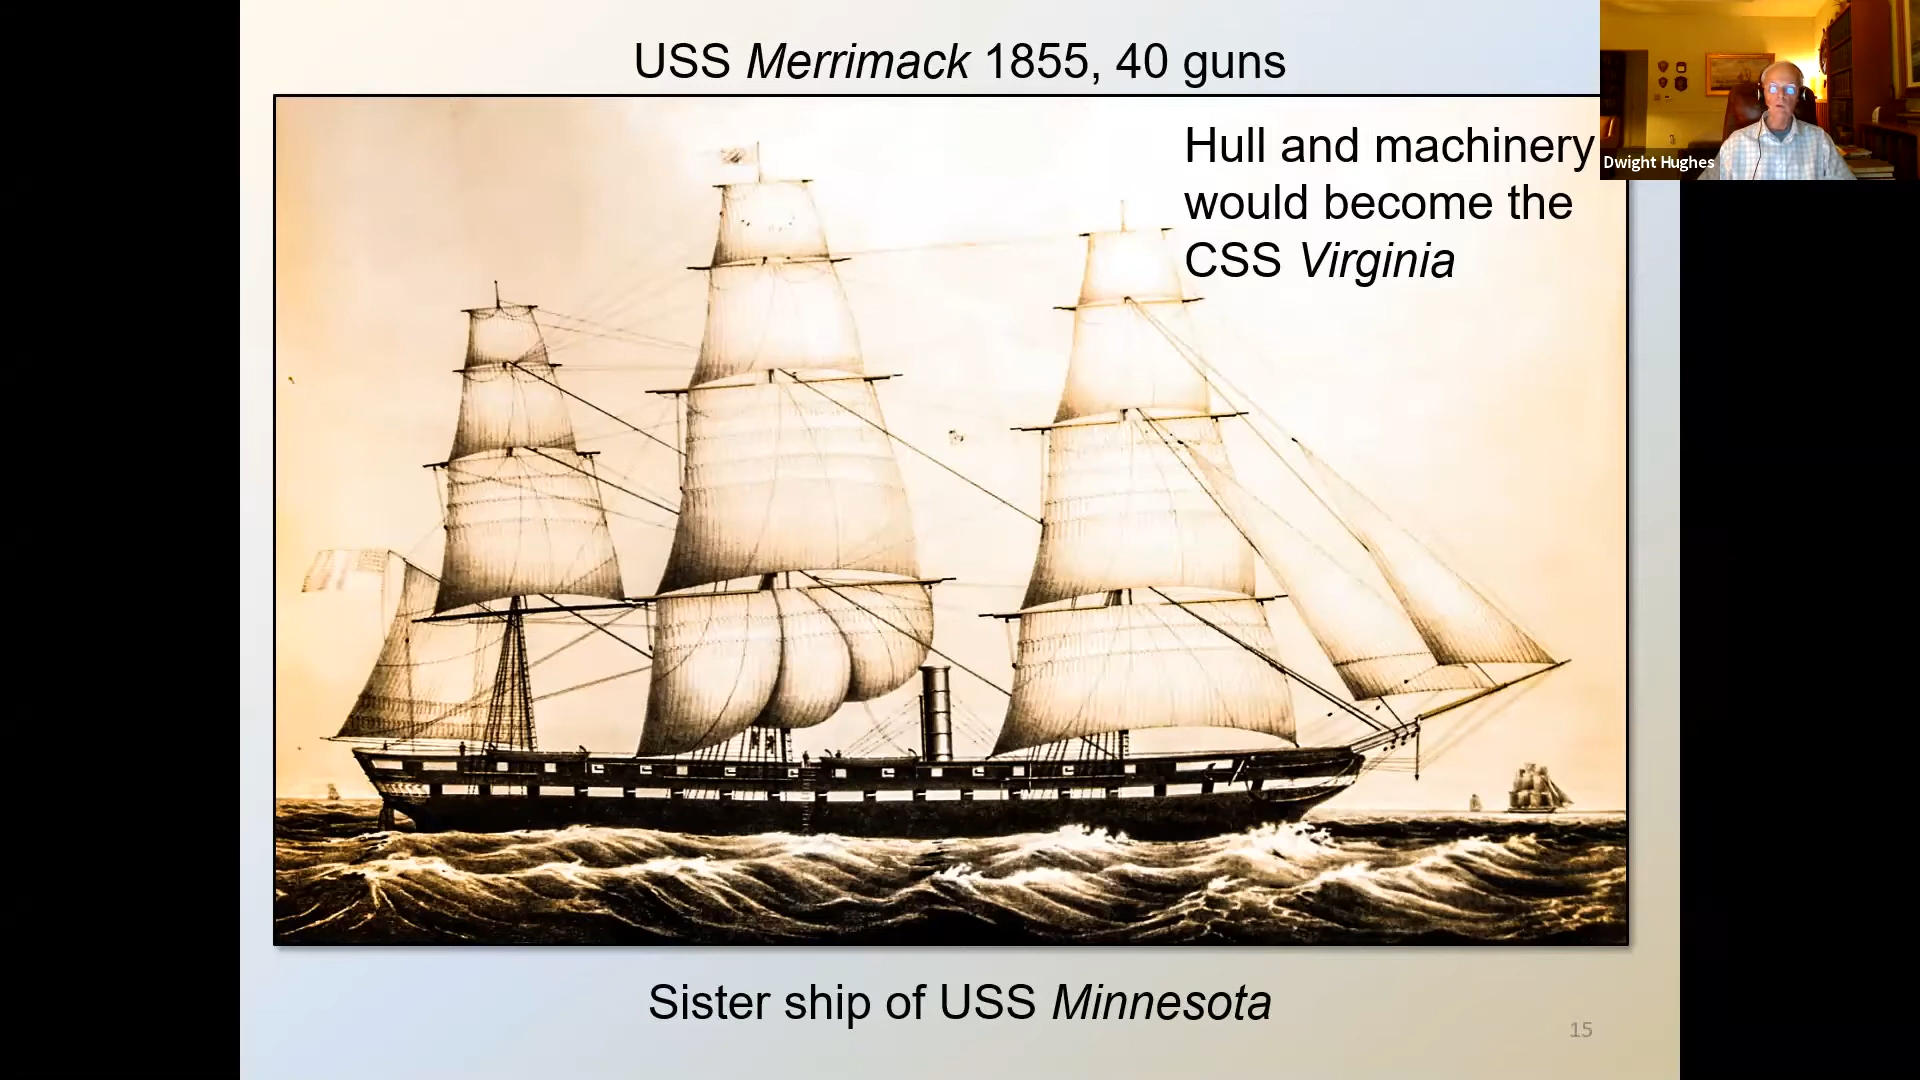 USS Merrimack 1855, 40 guns
Hull and machinery
would become the
CSS Virginia
Dwight Hughes
Sister ship of USS Minnesota
15